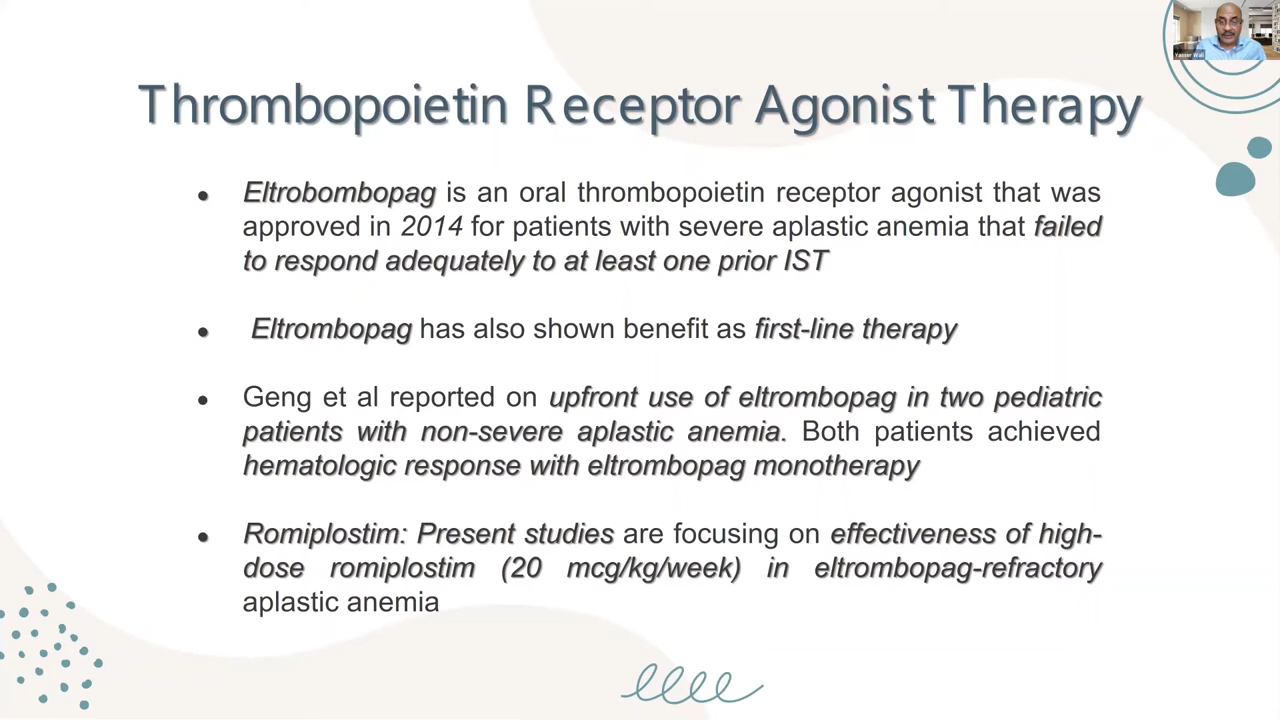 Yasser Wali
Thrombopoietin Receptor Agonist Therapy
● Eltrobombopag is an oral thrombopoietin receptor agonist that was
approved in 2014 for patients with severe aplastic anemia that failed
to respond adequately to at least one prior IST
● Eltrombopag has also shown benefit as first-line therapy
● Geng et al reported on upfront use of eltrombopag in two pediatric
patients with non-severe aplastic anemia. Both patients achieved
hematologic response with eltrombopag monotherapy
● Romiplostim: Present studies are focusing on effectiveness of high-
dose romiplostim (20 mcg/kg/week) in eltrombopag-refractory
aplastic anemia